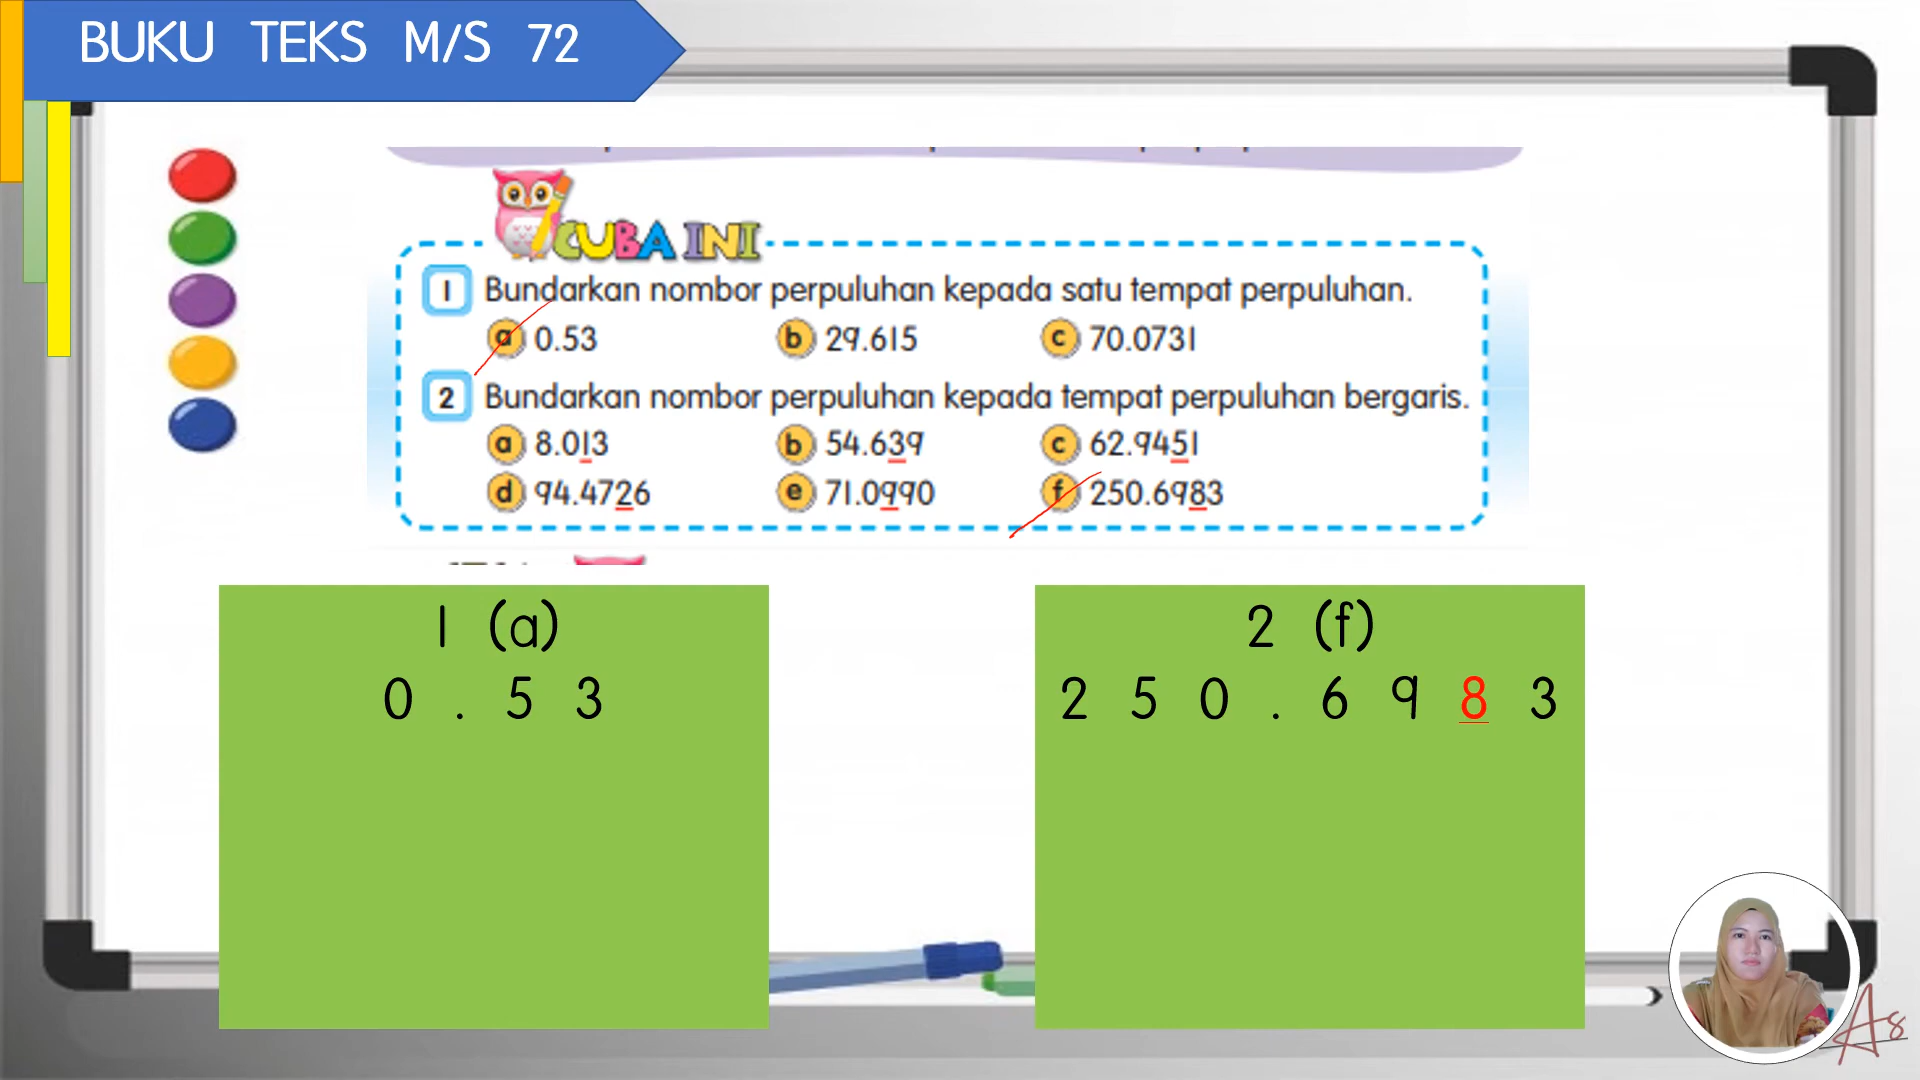 BUKU TEKS M/S 72
CUBA INI
1 Bundarkan nombor perpuluhan kepada satu tempat perpuluhan.
a 0.53 b 29.615 c 70.0731
2 Bundarkan nombor perpuluhan kepada tempat perpuluhan bergaris.
a 8.013 b 54.639 c 62.9451
d 94.4726 e 71.0990 f 250.6983
1 (a)
0 . 5 3
2 (f)
2 5 0 . 6 9 8 3
As